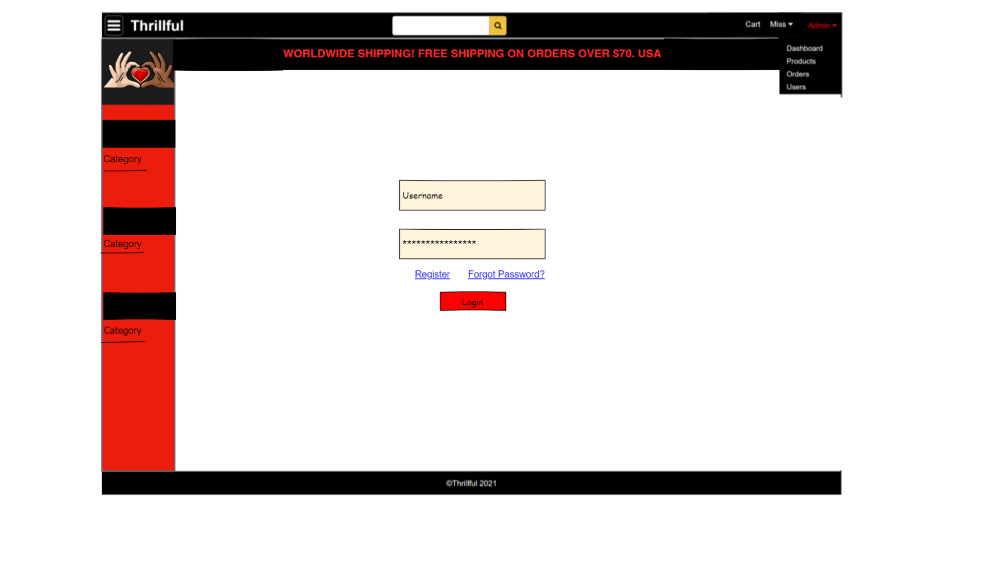 Thrillful
Cart Miss Admin
WORLDWIDE SHIPPING! FREE SHIPPING ON ORDERS OVER $70. USA
Dashboard
Products
Orders
Users
Category
Category
Category
Username
****************
Register Forgot Password?
Login
©Thrillful 2021